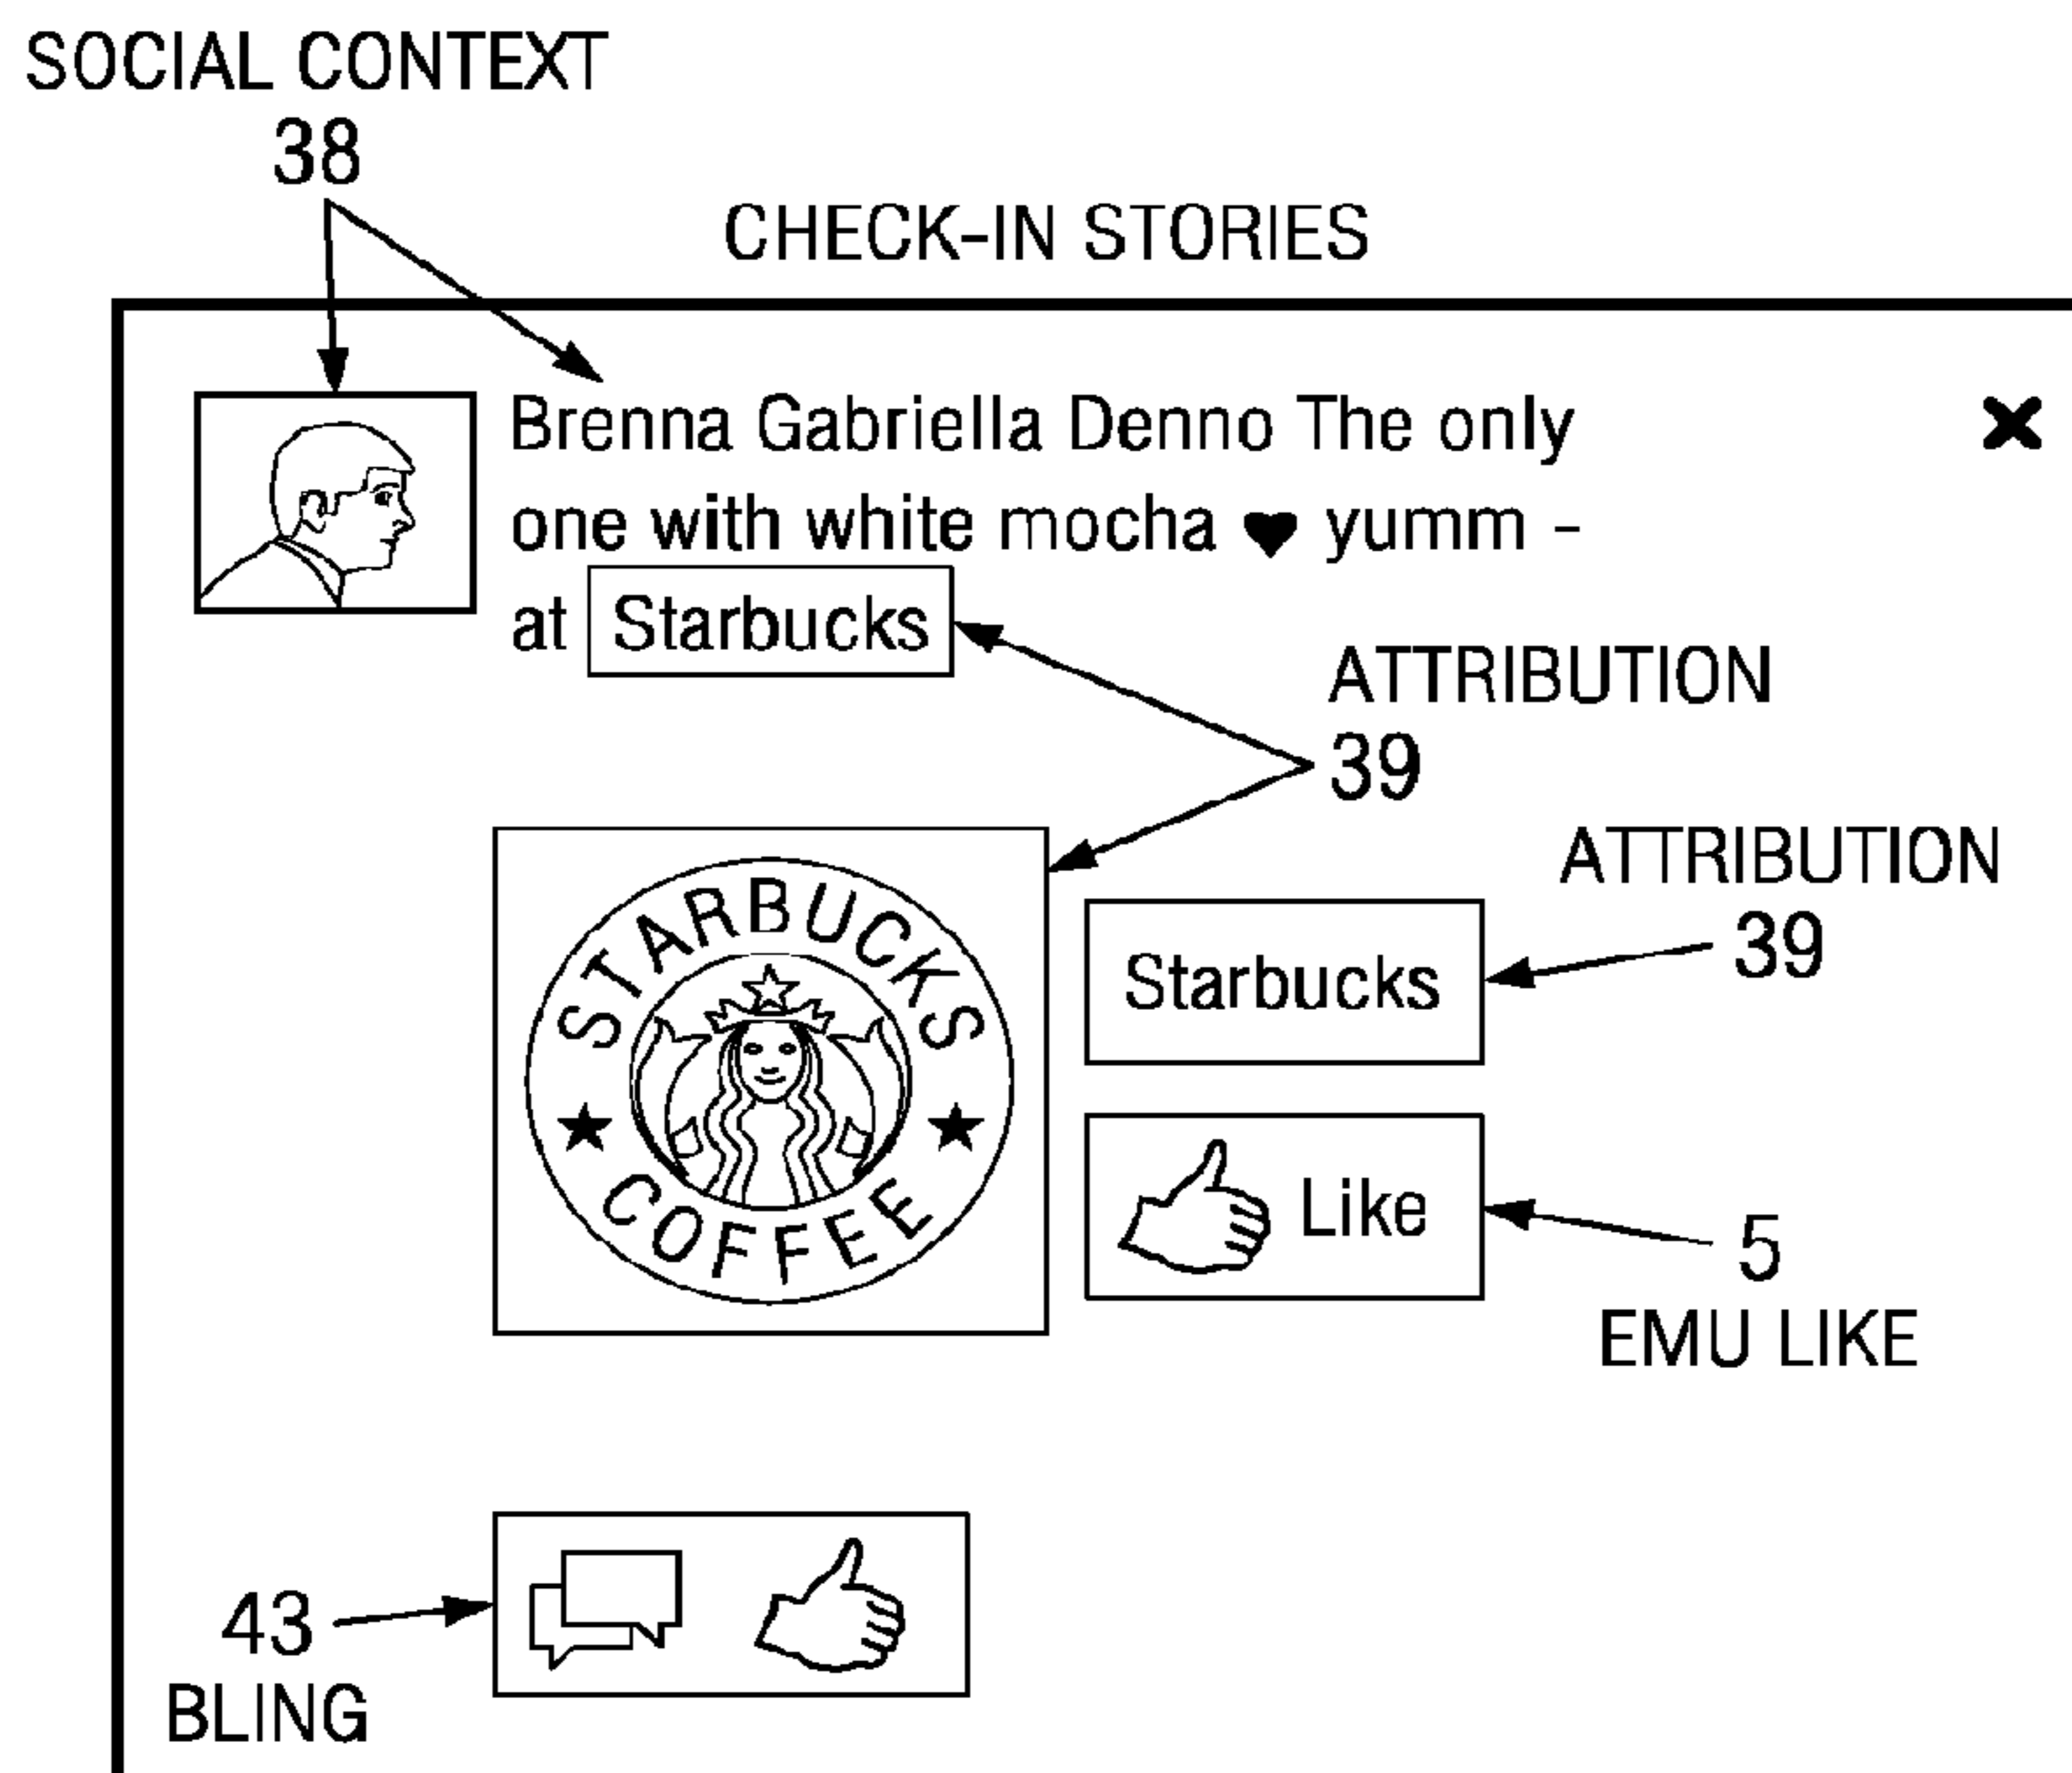 SOCIAL CONTEXT
38
CHECK–IN STORIES
Brenna Gabriella Denno The only
one with white mocha ♥ yumm –
at Starbucks
ATTRIBUTION
39
ATTRIBUTION
39
STARBUCKS
COFFEE
Starbucks
Like
5
EMU LIKE
43
BLING